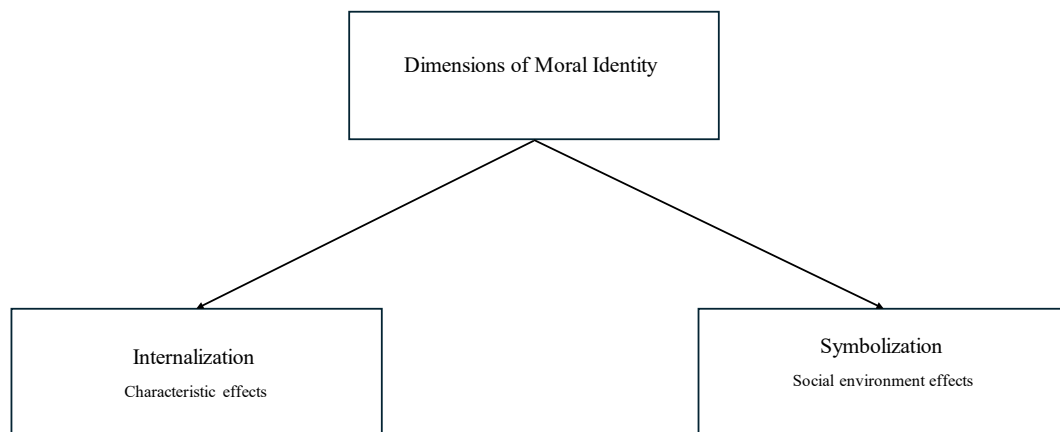 Dimensions of Moral Identity
Internalization
Characteristic effects
Symbolization
Social environment effects